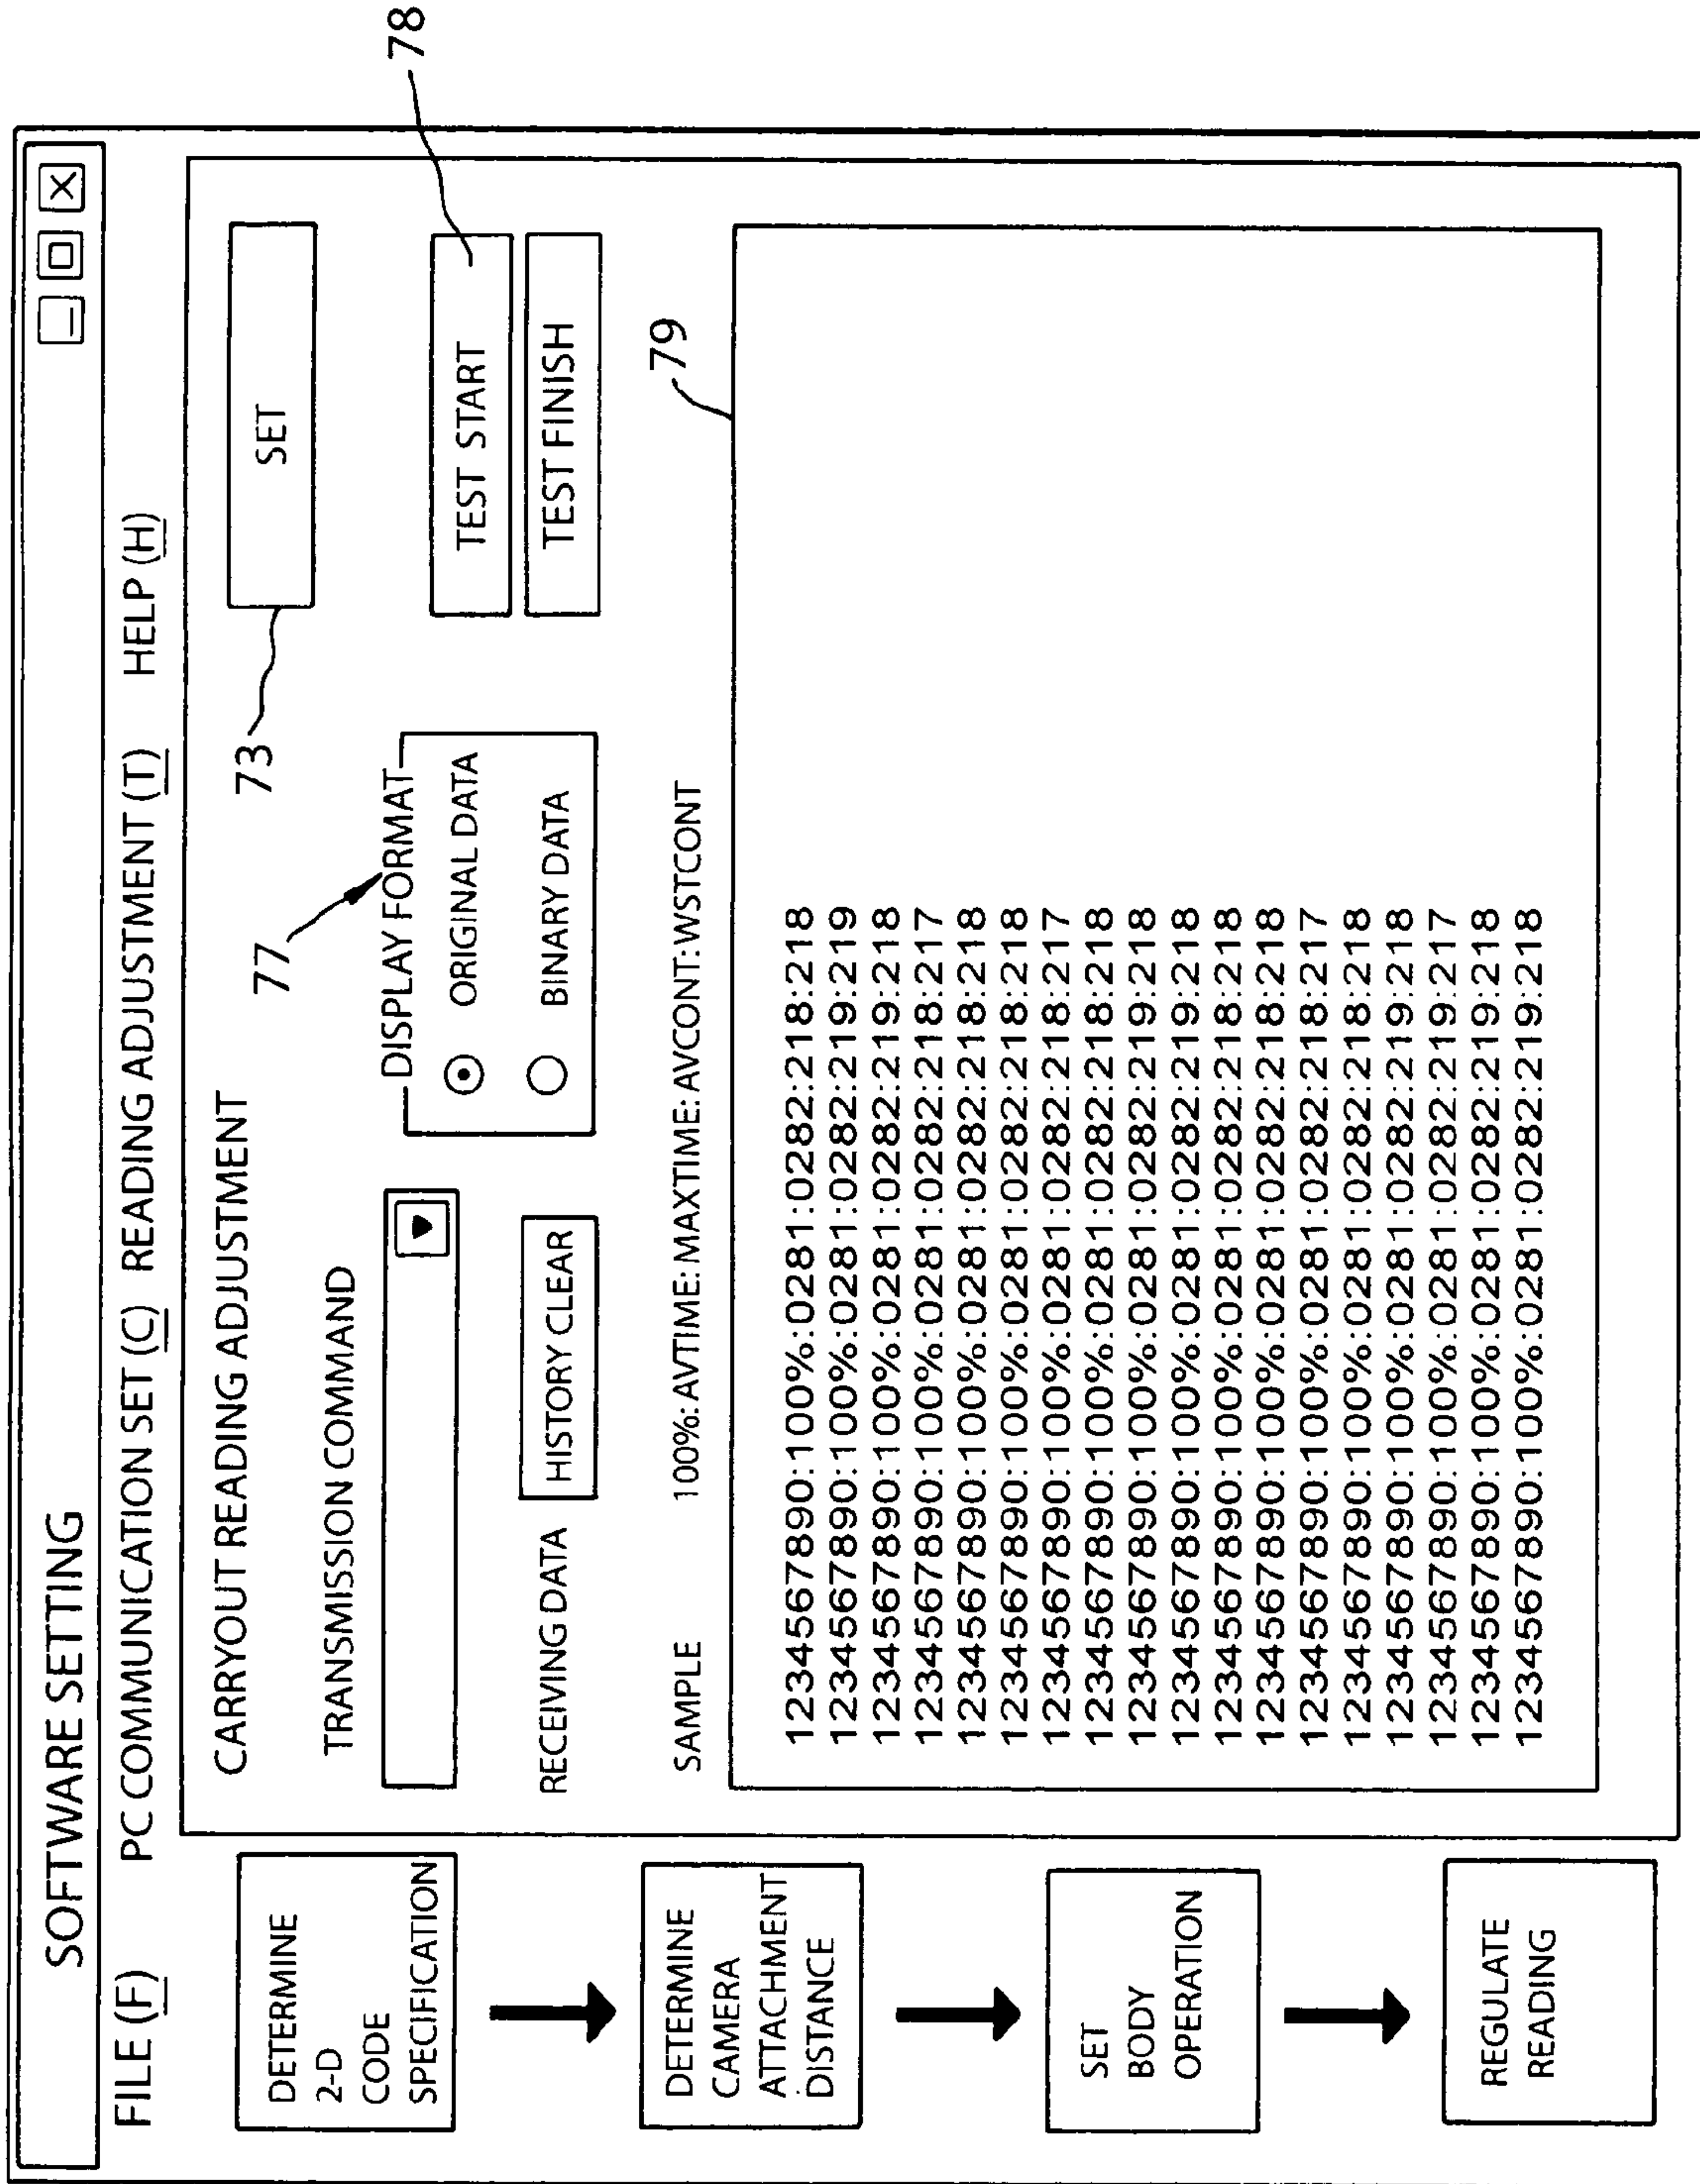 SOFTWARE SETTING
FILE (F) PC COMMUNICATION SET (C) READING ADJUSTMENT (T) HELP (H)
DETERMINE
2-D
CODE
SPECIFICATION
DETERMINE
CAMERA
ATTACHMENT
DISTANCE
SET
BODY
OPERATION
REGULATE
READING
CARRYOUT READING ADJUSTMENT
SET
73
TRANSMISSION COMMAND
77
DISPLAY FORMAT
ORIGINAL DATA
BINARY DATA
TEST START
78
TEST FINISH
RECEIVING DATA
HISTORY CLEAR
SAMPLE 100%: AVTIME: MAXTIME: AVCONT: WSTCONT
79
1234567890:100%:0281:0282:218:218
1234567890:100%:0281:0282:219:219
1234567890:100%:0281:0282:219:218
1234567890:100%:0281:0282:218:217
1234567890:100%:0281:0282:218:218
1234567890:100%:0281:0282:218:218
1234567890:100%:0281:0282:218:217
1234567890:100%:0281:0282:218:218
1234567890:100%:0281:0282:219:218
1234567890:100%:0281:0282:219:218
1234567890:100%:0281:0282:218:218
1234567890:100%:0281:0282:218:218
1234567890:100%:0281:0282:218:217
1234567890:100%:0281:0282:218:218
1234567890:100%:0281:0282:219:218
1234567890:100%:0281:0282:219:217
1234567890:100%:0281:0282:219:218
1234567890:100%:0281:0282:219:218